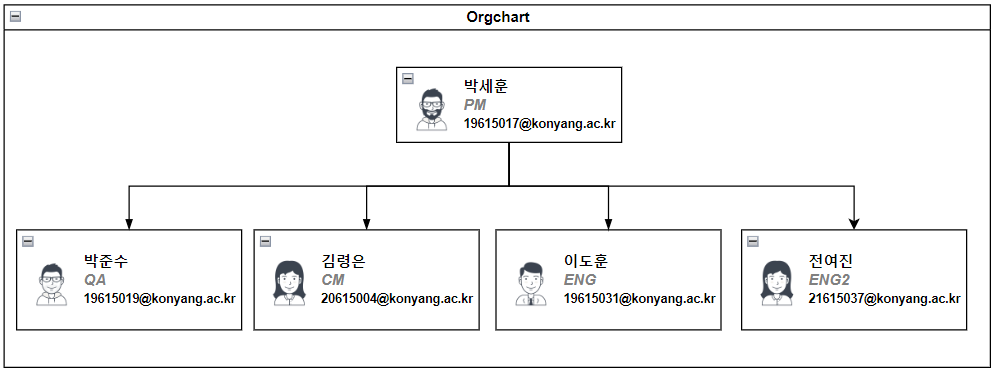 Orgchart
박세훈
PM
19615017@konyang.ac.kr
박준수
QA
19615019@konyang.ac.kr
김령은
CM
20615004@konyang.ac.kr
이도훈
ENG
19615031@konyang.ac.kr
전여진
ENG2
21615037@konyang.ac.kr